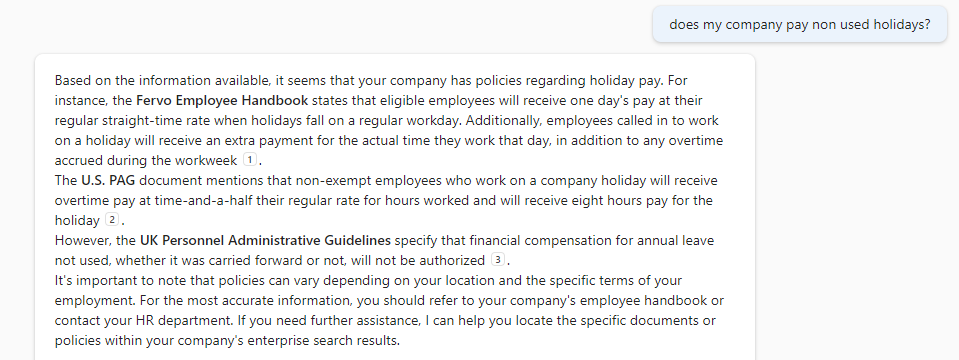 does my company pay non used holidays?
Based on the information available, it seems that your company has policies regarding holiday pay. For
instance, the Fervo Employee Handbook states that eligible employees will receive one day's pay at their
regular straight-time rate when holidays fall on a regular workday. Additionally, employees called in to work
on a holiday will receive an extra payment for the actual time they work that day, in addition to any overtime
accrued during the workweek 1 .
The U.S. PAG document mentions that non-exempt employees who work on a company holiday will receive
overtime pay at time-and-a-half their regular rate for hours worked and will receive eight hours pay for the
holiday 2 .
However, the UK Personnel Administrative Guidelines specify that financial compensation for annual leave
not used, whether it was carried forward or not, will not be authorized 3 .
It's important to note that policies can vary depending on your location and the specific terms of your
employment. For the most accurate information, you should refer to your company's employee handbook or
contact your HR department. If you need further assistance, I can help you locate the specific documents or
policies within your company's enterprise search results.